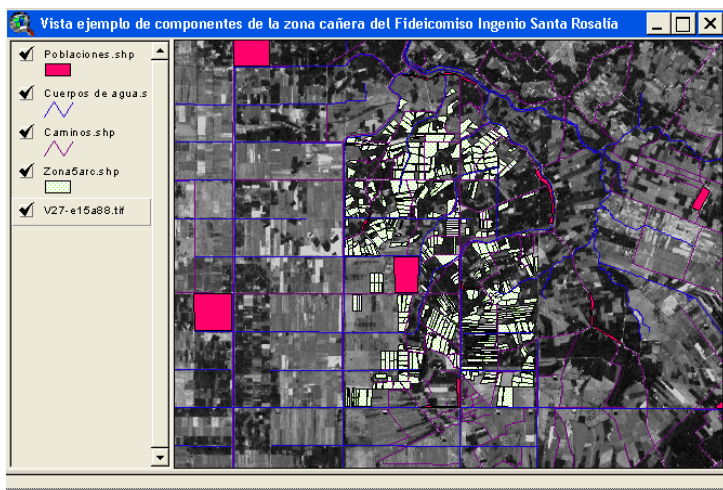 Vista ejemplo de componentes de la zona cañera del Fideicomiso Ingenio Santa Rosalía
Poblaciones.shp
Cuerpos de agua.s
Caminos.shp
Zona5arc.shp
V27-e15a88.tif